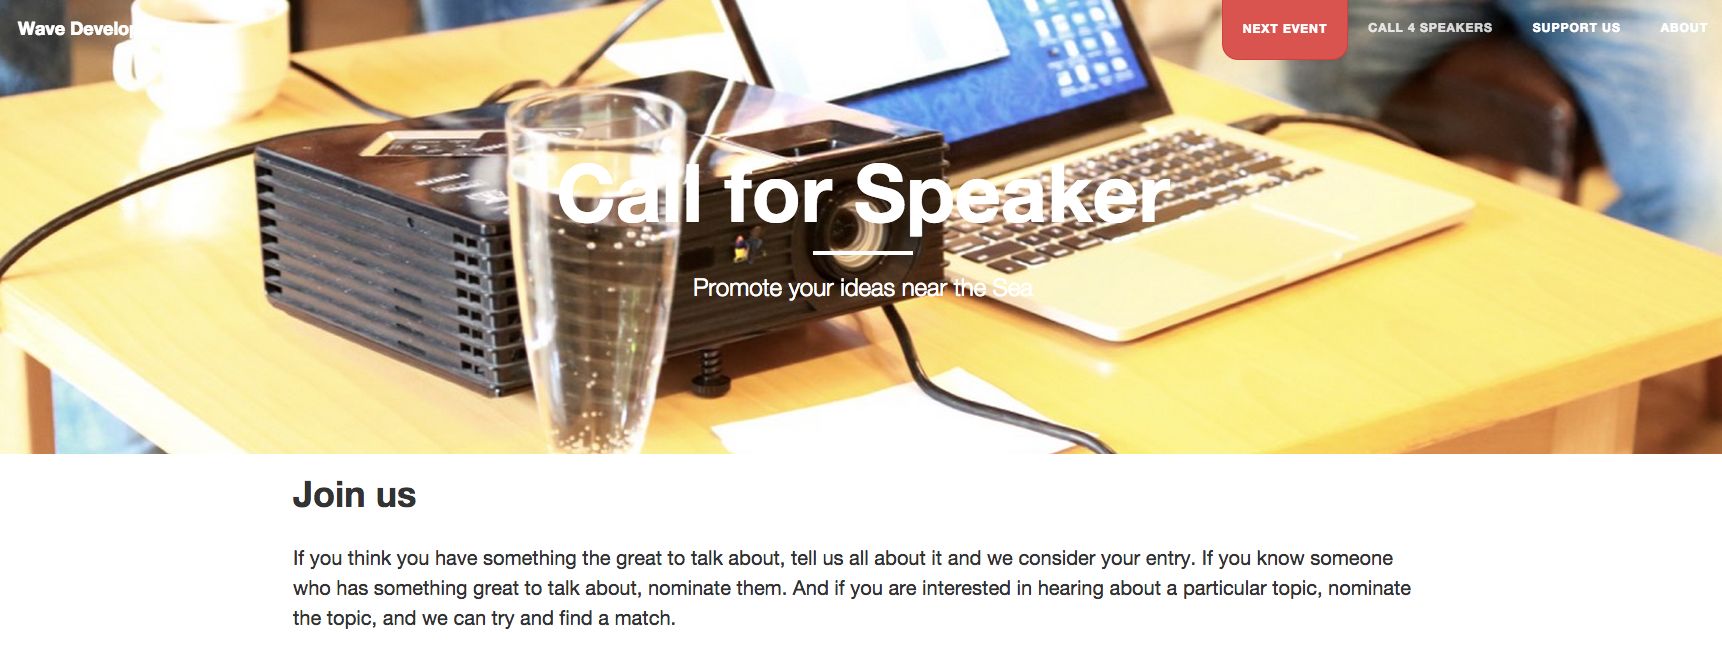 Wave Develop
NEXT EVENT
CALL 4 SPEAKERS
SUPPORT US
ABOUT
Call for Speaker
Promote your ideas near the Sea
Join us
If you think you have something the great to talk about, tell us all about it and we consider your entry. If you know someone
who has something great to talk about, nominate them. And if you are interested in hearing about a particular topic, nominate
the topic, and we can try and find a match.